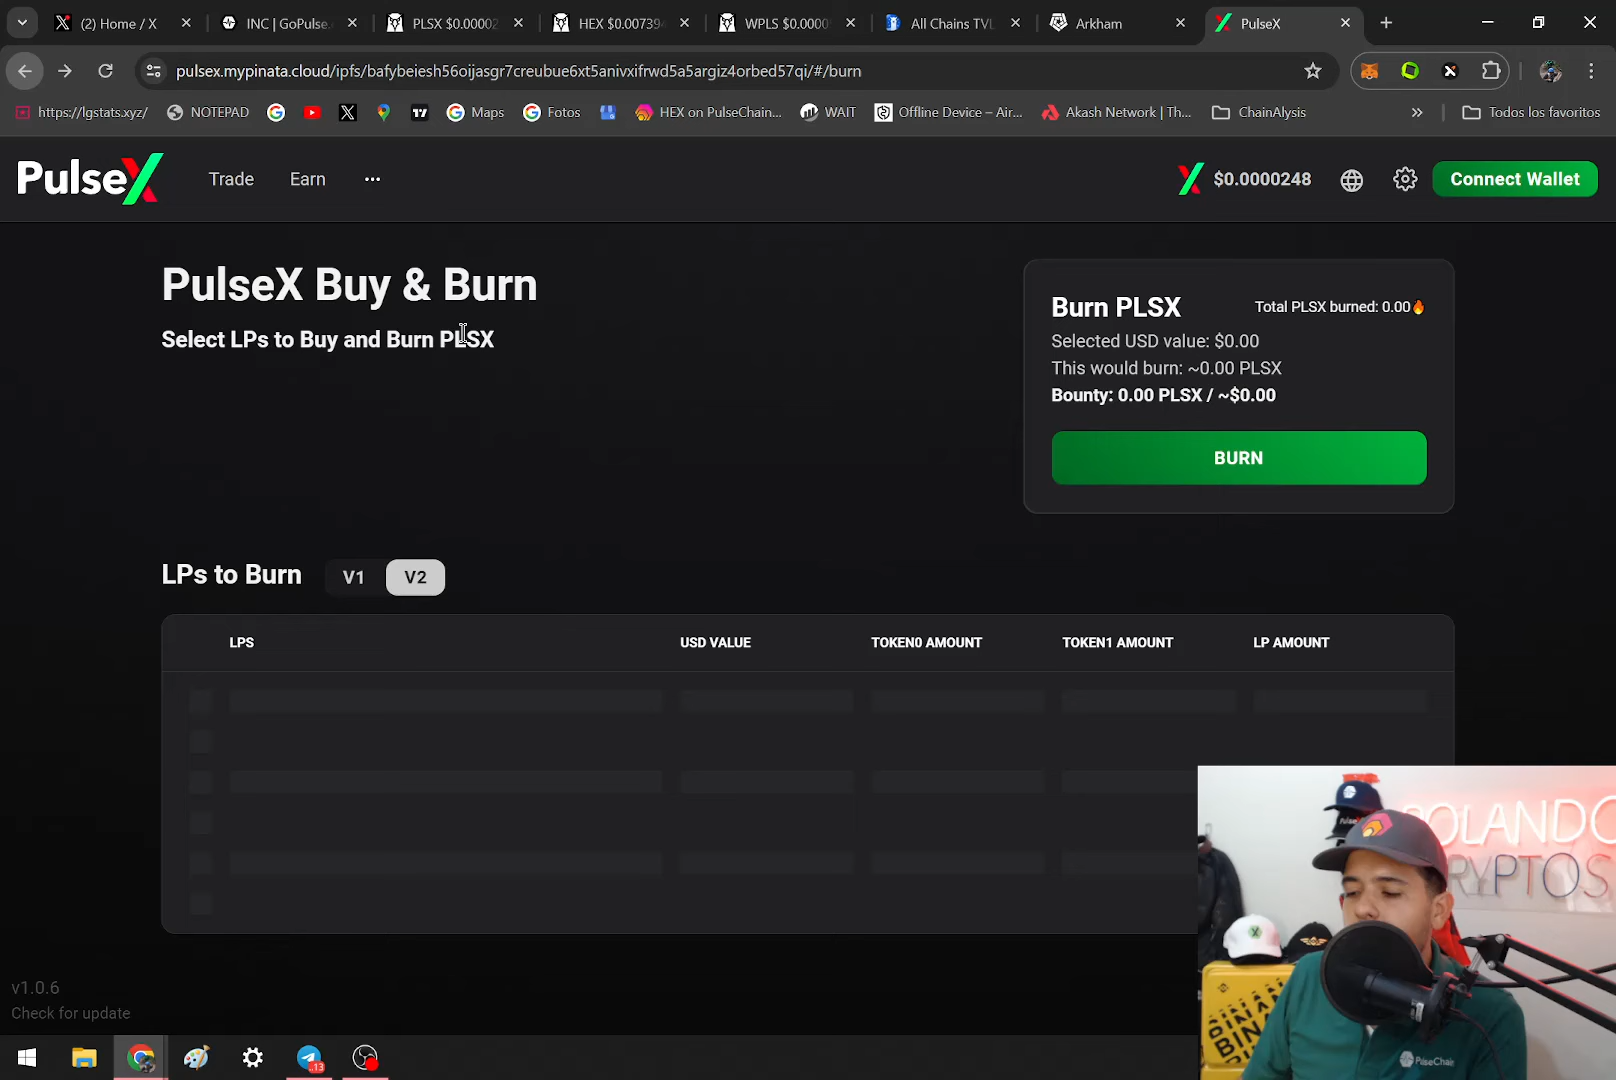 (2) Home / X
INC | GoPulse.
PLSX $0.00002
HEX $0.007394
WPLS $0.0000
All Chains TVL
Arkham
PulseX
pulsex.mypinata.cloud/ipfs/bafybeiesh56oijasgr7creubue6xt5anivxifrwd5a5argiz4orbed57qi/#/burn
https://lgstats.xyz/
NOTEPAD
Maps
Fotos
HEX on PulseChain...
WAIT
Offline Device – Air...
Akash Network | Th...
ChainAlysis
Todos los favoritos
PulseX
Trade
Earn
$0.0000248
Connect Wallet
PulseX Buy & Burn
Select LPs to Buy and Burn PLSX
Burn PLSX
Total PLSX burned: 0.00🔥
Selected USD value: $0.00
This would burn: ~0.00 PLSX
Bounty: 0.00 PLSX / ~$0.00
BURN
LPs to Burn
V1
V2
LPS
USD VALUE
TOKEN0 AMOUNT
TOKEN1 AMOUNT
LP AMOUNT
OLANDO
RYPTOS
PulseChain
v1.0.6
Check for update